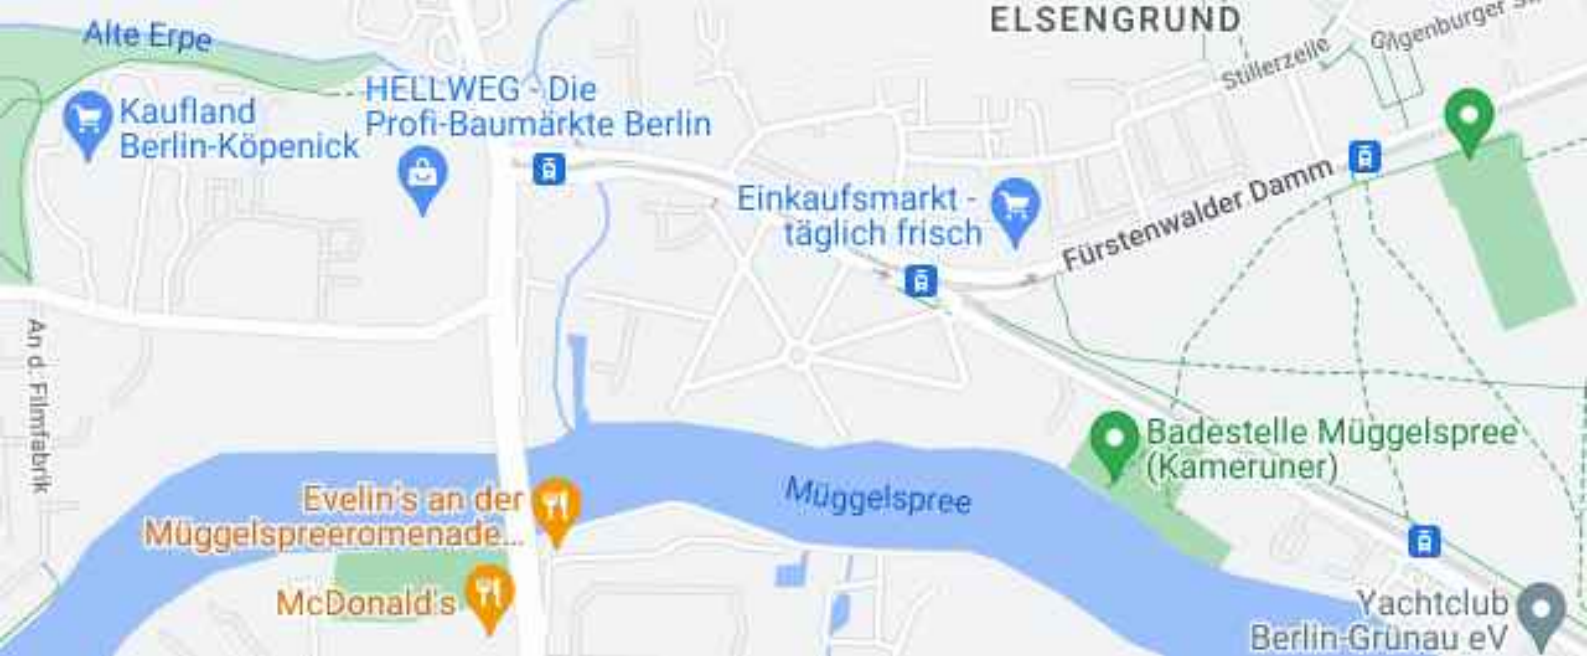 ELSENGRUND
Alte Erpe
Stillerzeile
HELLWEG - Die
Profi-Baumärkte Berlin
Kaufland
Berlin-Köpenick
Einkaufsmarkt -
täglich frisch
Fürstenwalder Damm
An d. Filmfabrik
Badestelle Müggelspree
(Kameruner)
Müggelspree
Evelin's an der
Müggelspreeromenade...
McDonald's
Yachtclub
Berlin-Grünau eV